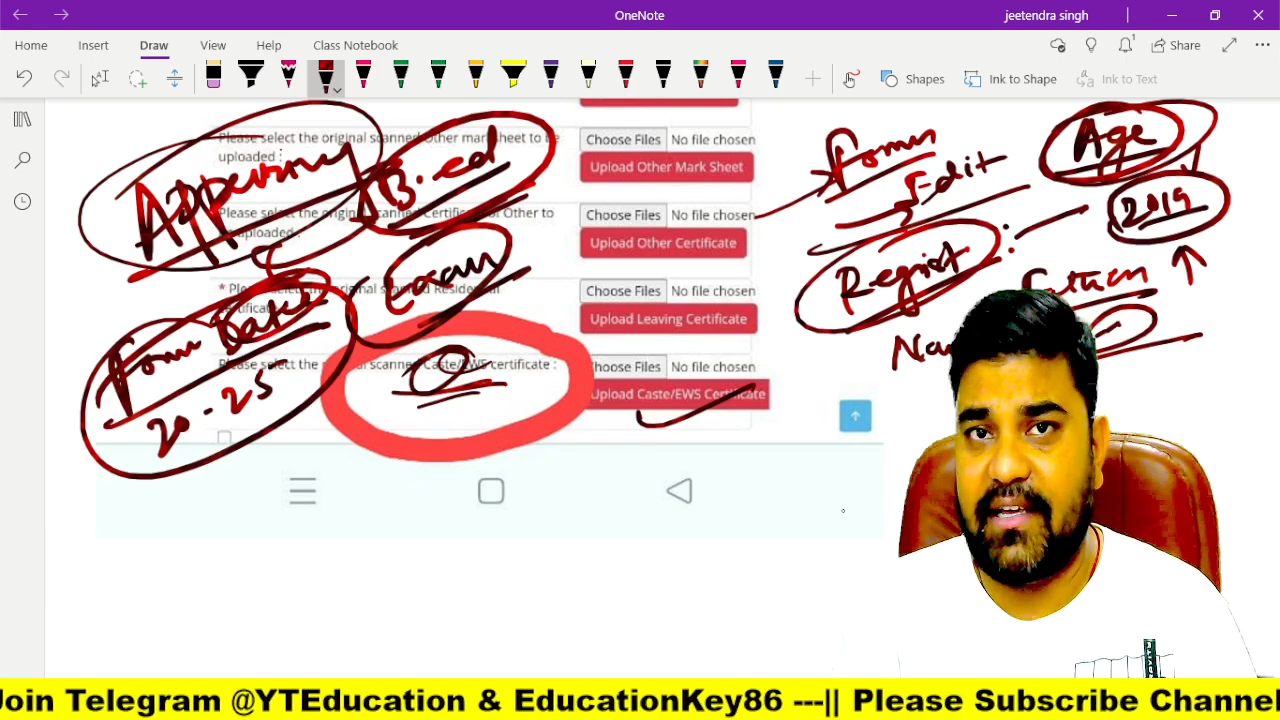 OneNote
jeetendra singh
Home Insert Draw View Help Class Notebook
Share
Shapes Ink to Shape Ink to Text
Please select the original scanned Other mark sheet to be uploaded :
Choose Files No file chosen
Upload Other Mark Sheet
Please select the original scanned Certificate of Other to be uploaded :
Choose Files No file chosen
Upload Other Certificate
* Please select the original scanned Residential
Certificate
Choose Files No file chosen
Upload Leaving Certificate
Please select the scanned Caste/EWS certificate :
Choose Files No file chosen
Upload Caste/EWS Certificate
Appearing
B.ed
Exam
Form Date
20-25
Form
Edit
Regist :-
Age
2019
Join Telegram @YTEducation & EducationKey86 ---|| Please Subscribe Channel